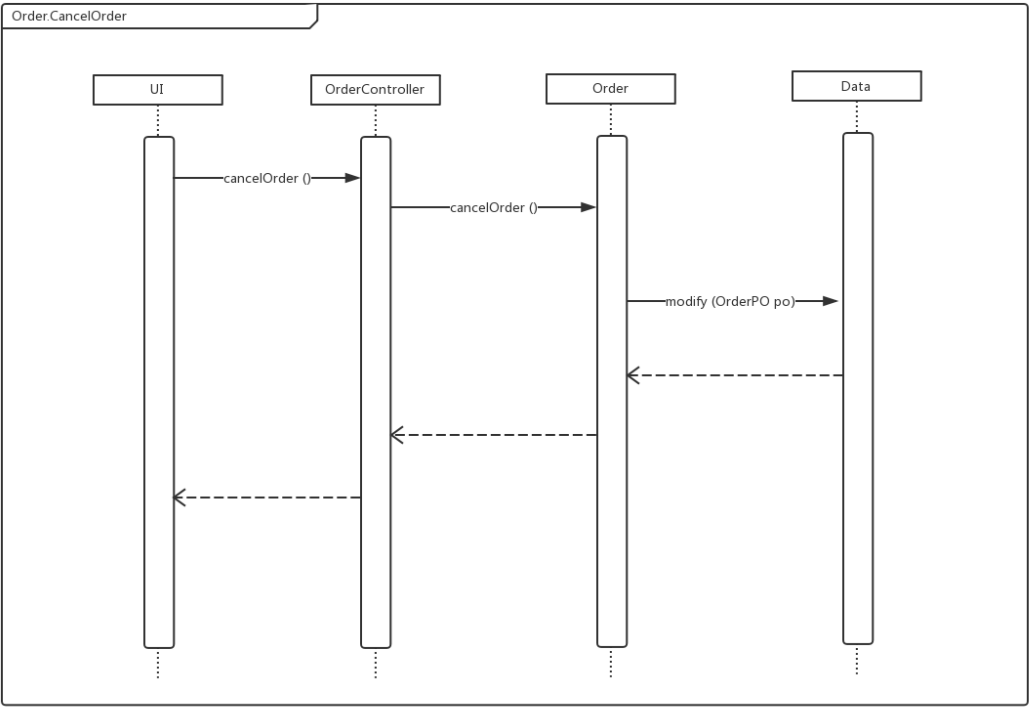 Order.CancelOrder
UI
OrderController
Order
Data
cancelOrder ()
cancelOrder ()
modify (OrderPO po)